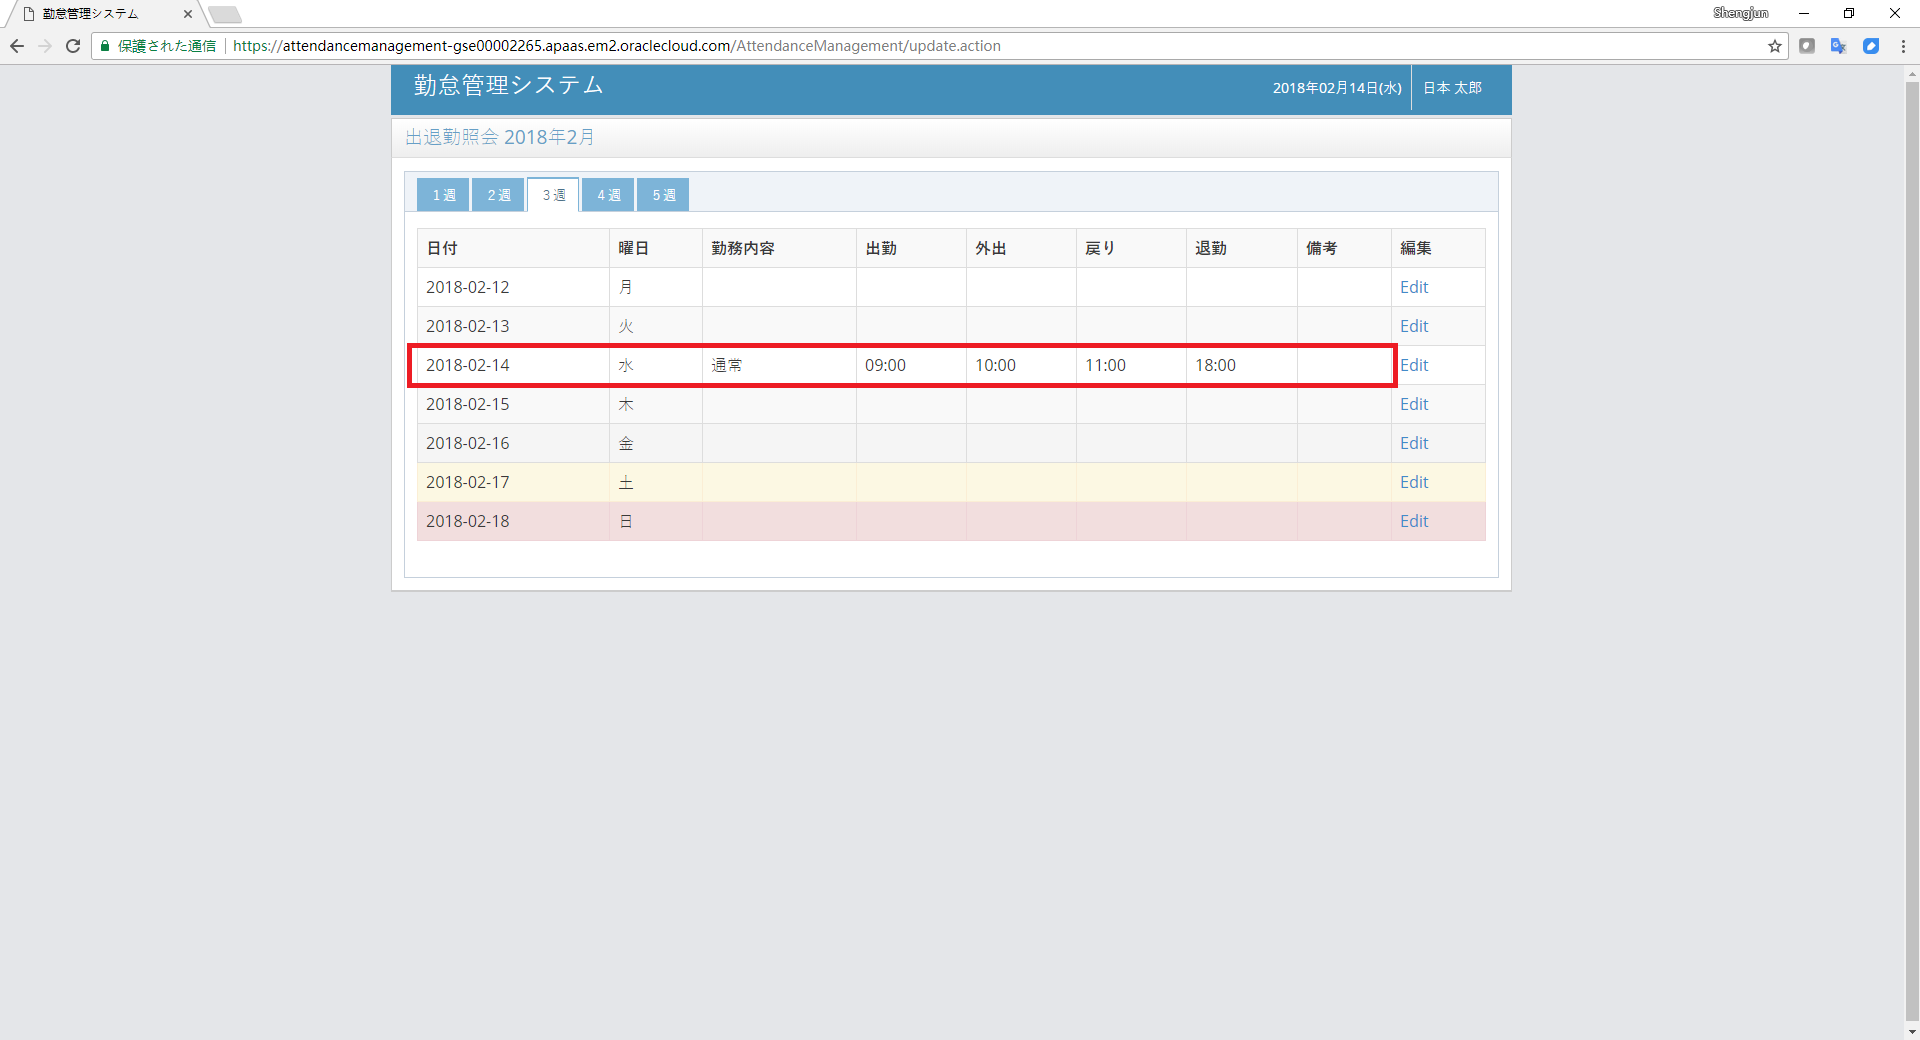 勤怠管理システム
Shengjun
保護された通信 https://attendancemanagement-gse00002265.apaas.em2.oraclecloud.com/AttendanceManagement/update.action
勤怠管理システム 2018年02月14日(水) 日本 太郎
出退勤照会 2018年2月
1週 2週 3週 4週 5週
日付 曜日 勤務内容 出勤 外出 戻り 退勤 備考 編集
2018-02-12 月 Edit
2018-02-13 火 Edit
2018-02-14 水 通常 09:00 10:00 11:00 18:00 Edit
2018-02-15 木 Edit
2018-02-16 金 Edit
2018-02-17 土 Edit
2018-02-18 日 Edit